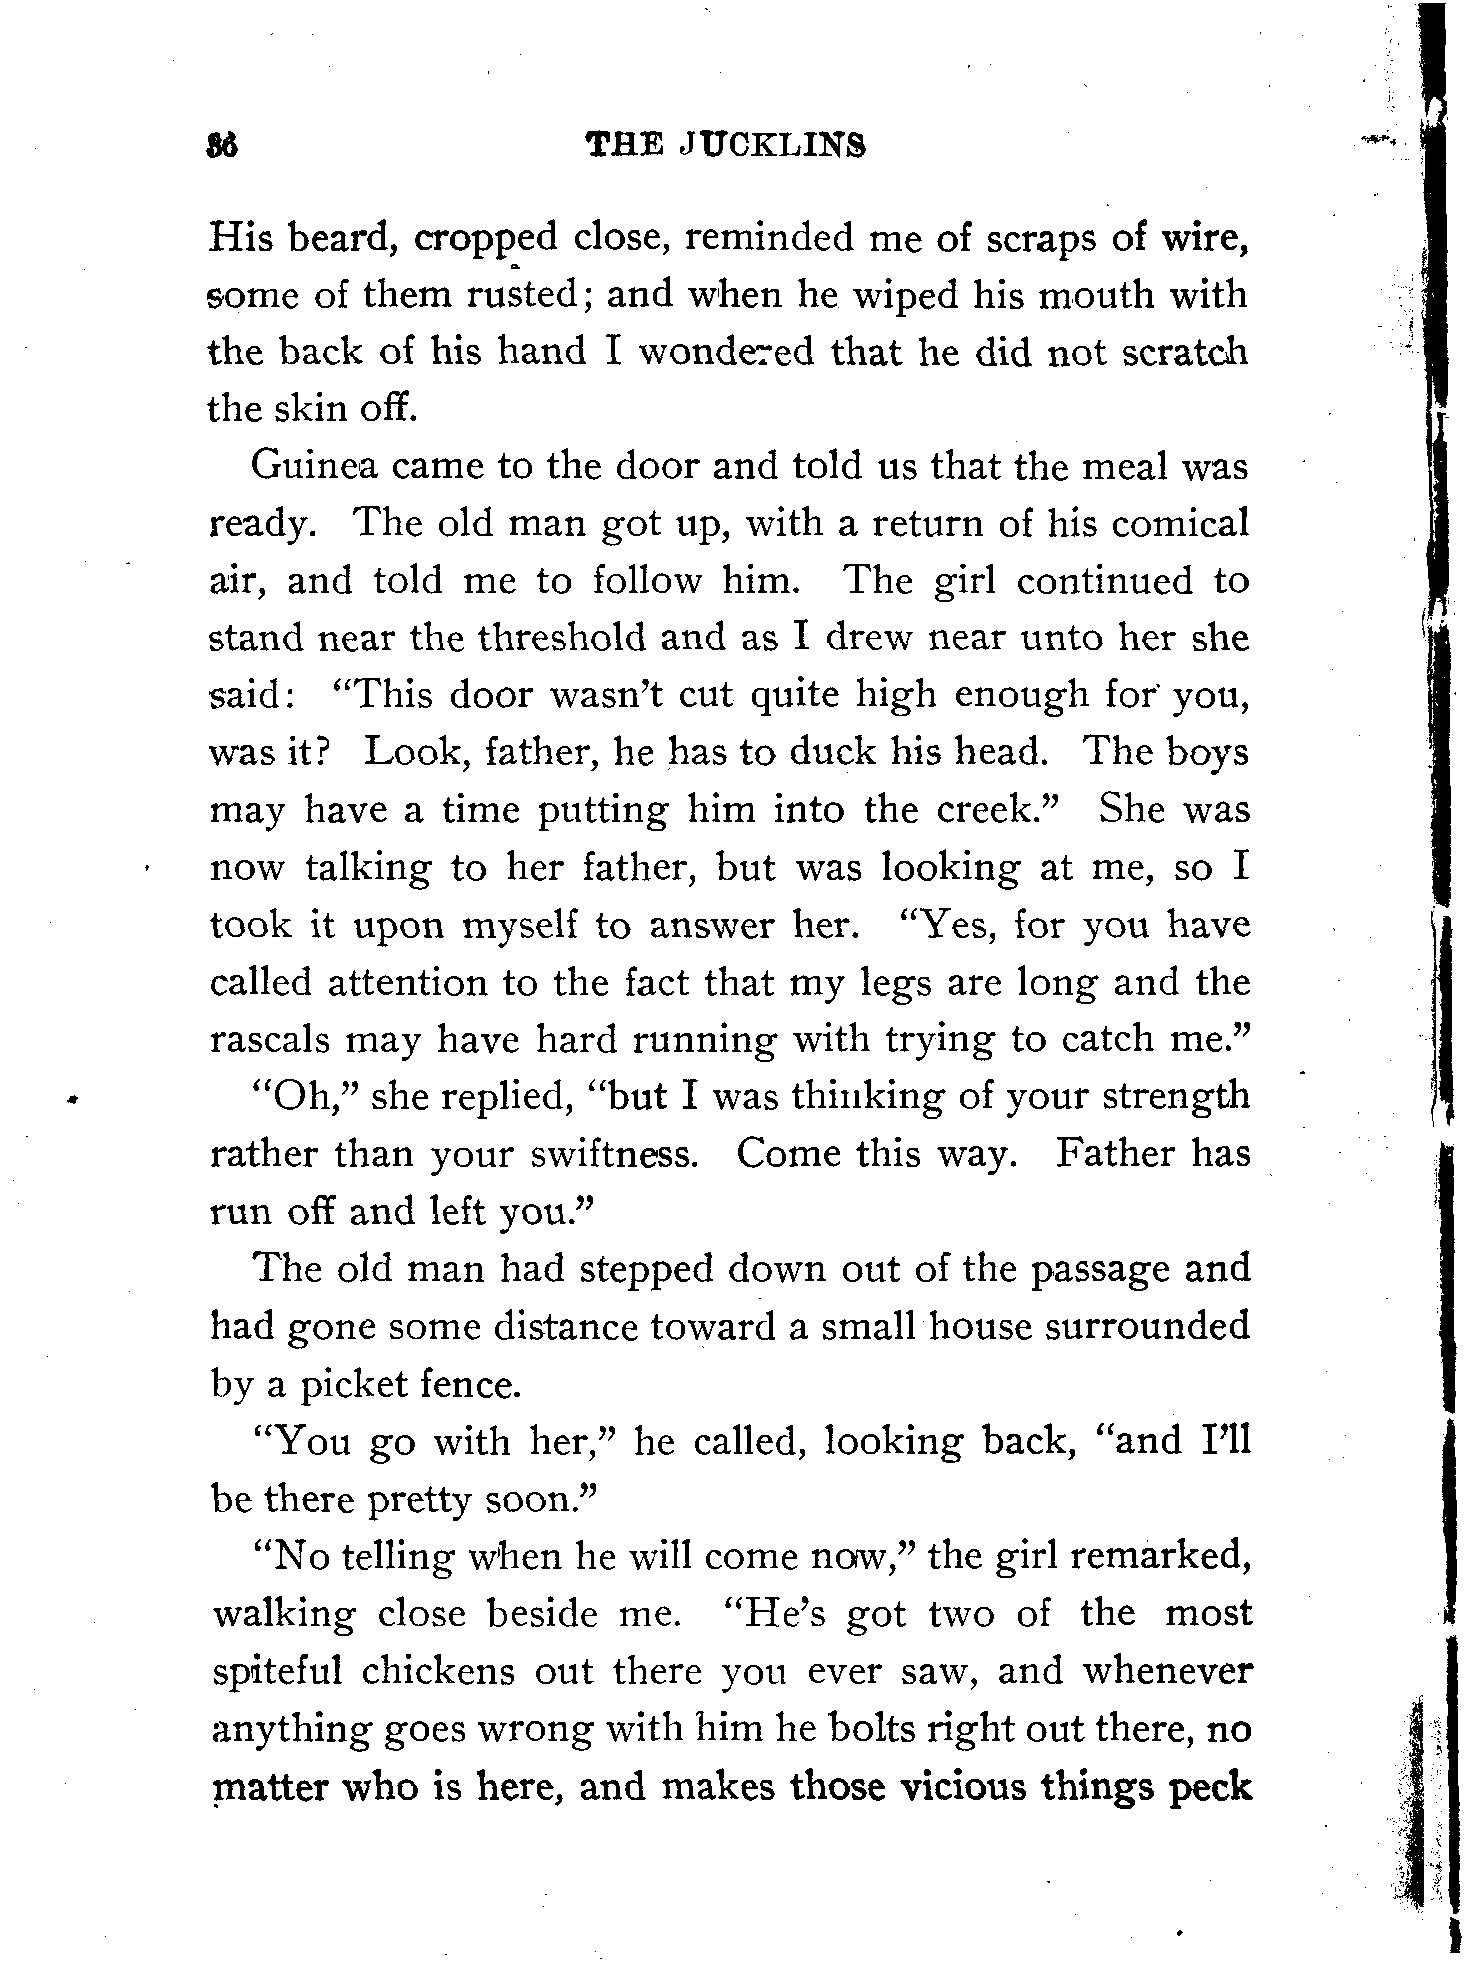 86 THE JUCKLINS
His beard, cropped close, reminded me of scraps of wire,
some of them rusted; and when he wiped his mouth with
the back of his hand I wondered that he did not scratch
the skin off.
Guinea came to the door and told us that the meal was
ready. The old man got up, with a return of his comical
air, and told me to follow him. The girl continued to
stand near the threshold and as I drew near unto her she
said: "This door wasn't cut quite high enough for you,
was it? Look, father, he has to duck his head. The boys
may have a time putting him into the creek." She was
now talking to her father, but was looking at me, so I
took it upon myself to answer her. "Yes, for you have
called attention to the fact that my legs are long and the
rascals may have hard running with trying to catch me."
"Oh," she replied, "but I was thinking of your strength
rather than your swiftness. Come this way. Father has
run off and left you."
The old man had stepped down out of the passage and
had gone some distance toward a small house surrounded
by a picket fence.
"You go with her," he called, looking back, "and I'll
be there pretty soon."
"No telling when he will come now," the girl remarked,
walking close beside me. "He's got two of the most
spiteful chickens out there you ever saw, and whenever
anything goes wrong with him he bolts right out there, no
matter who is here, and makes those vicious things peck